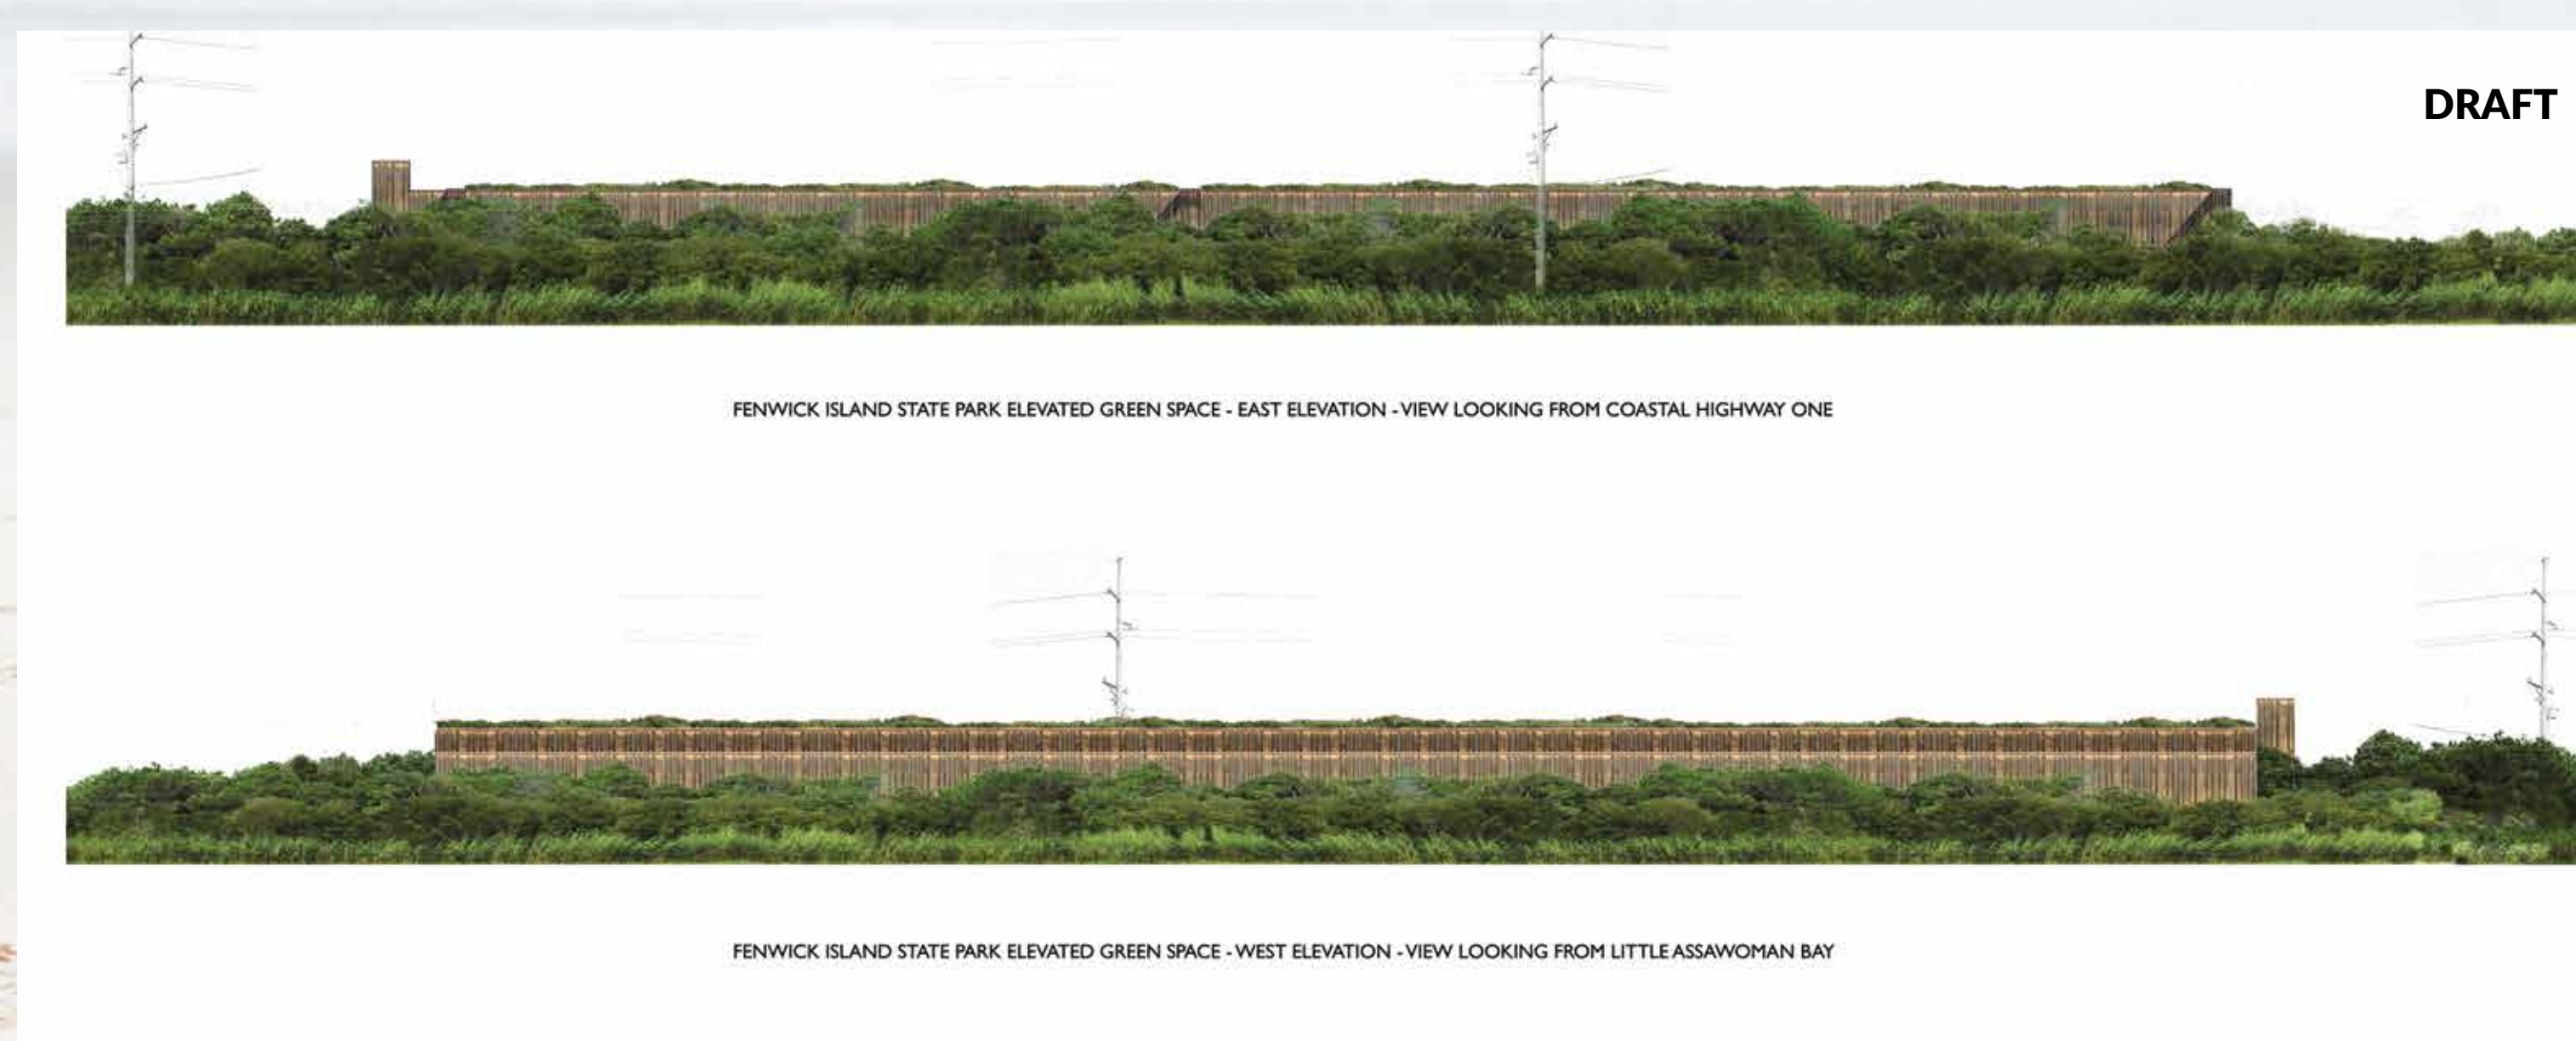 DRAFT
FENWICK ISLAND STATE PARK ELEVATED GREEN SPACE - EAST ELEVATION - VIEW LOOKING FROM COASTAL HIGHWAY ONE
FENWICK ISLAND STATE PARK ELEVATED GREEN SPACE - WEST ELEVATION - VIEW LOOKING FROM LITTLE ASSAWOMAN BAY